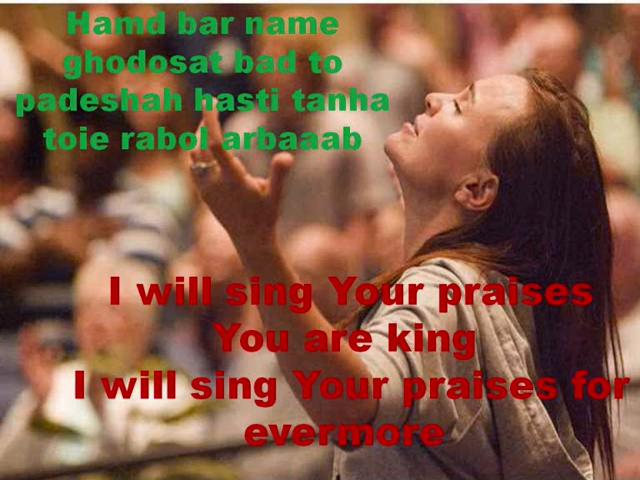 Hamd bar name
ghodosat bad to
padeshah hasti tanha
toie rabol arbaaab
I will sing Your praises
You are king
I will sing Your praises for
evermore